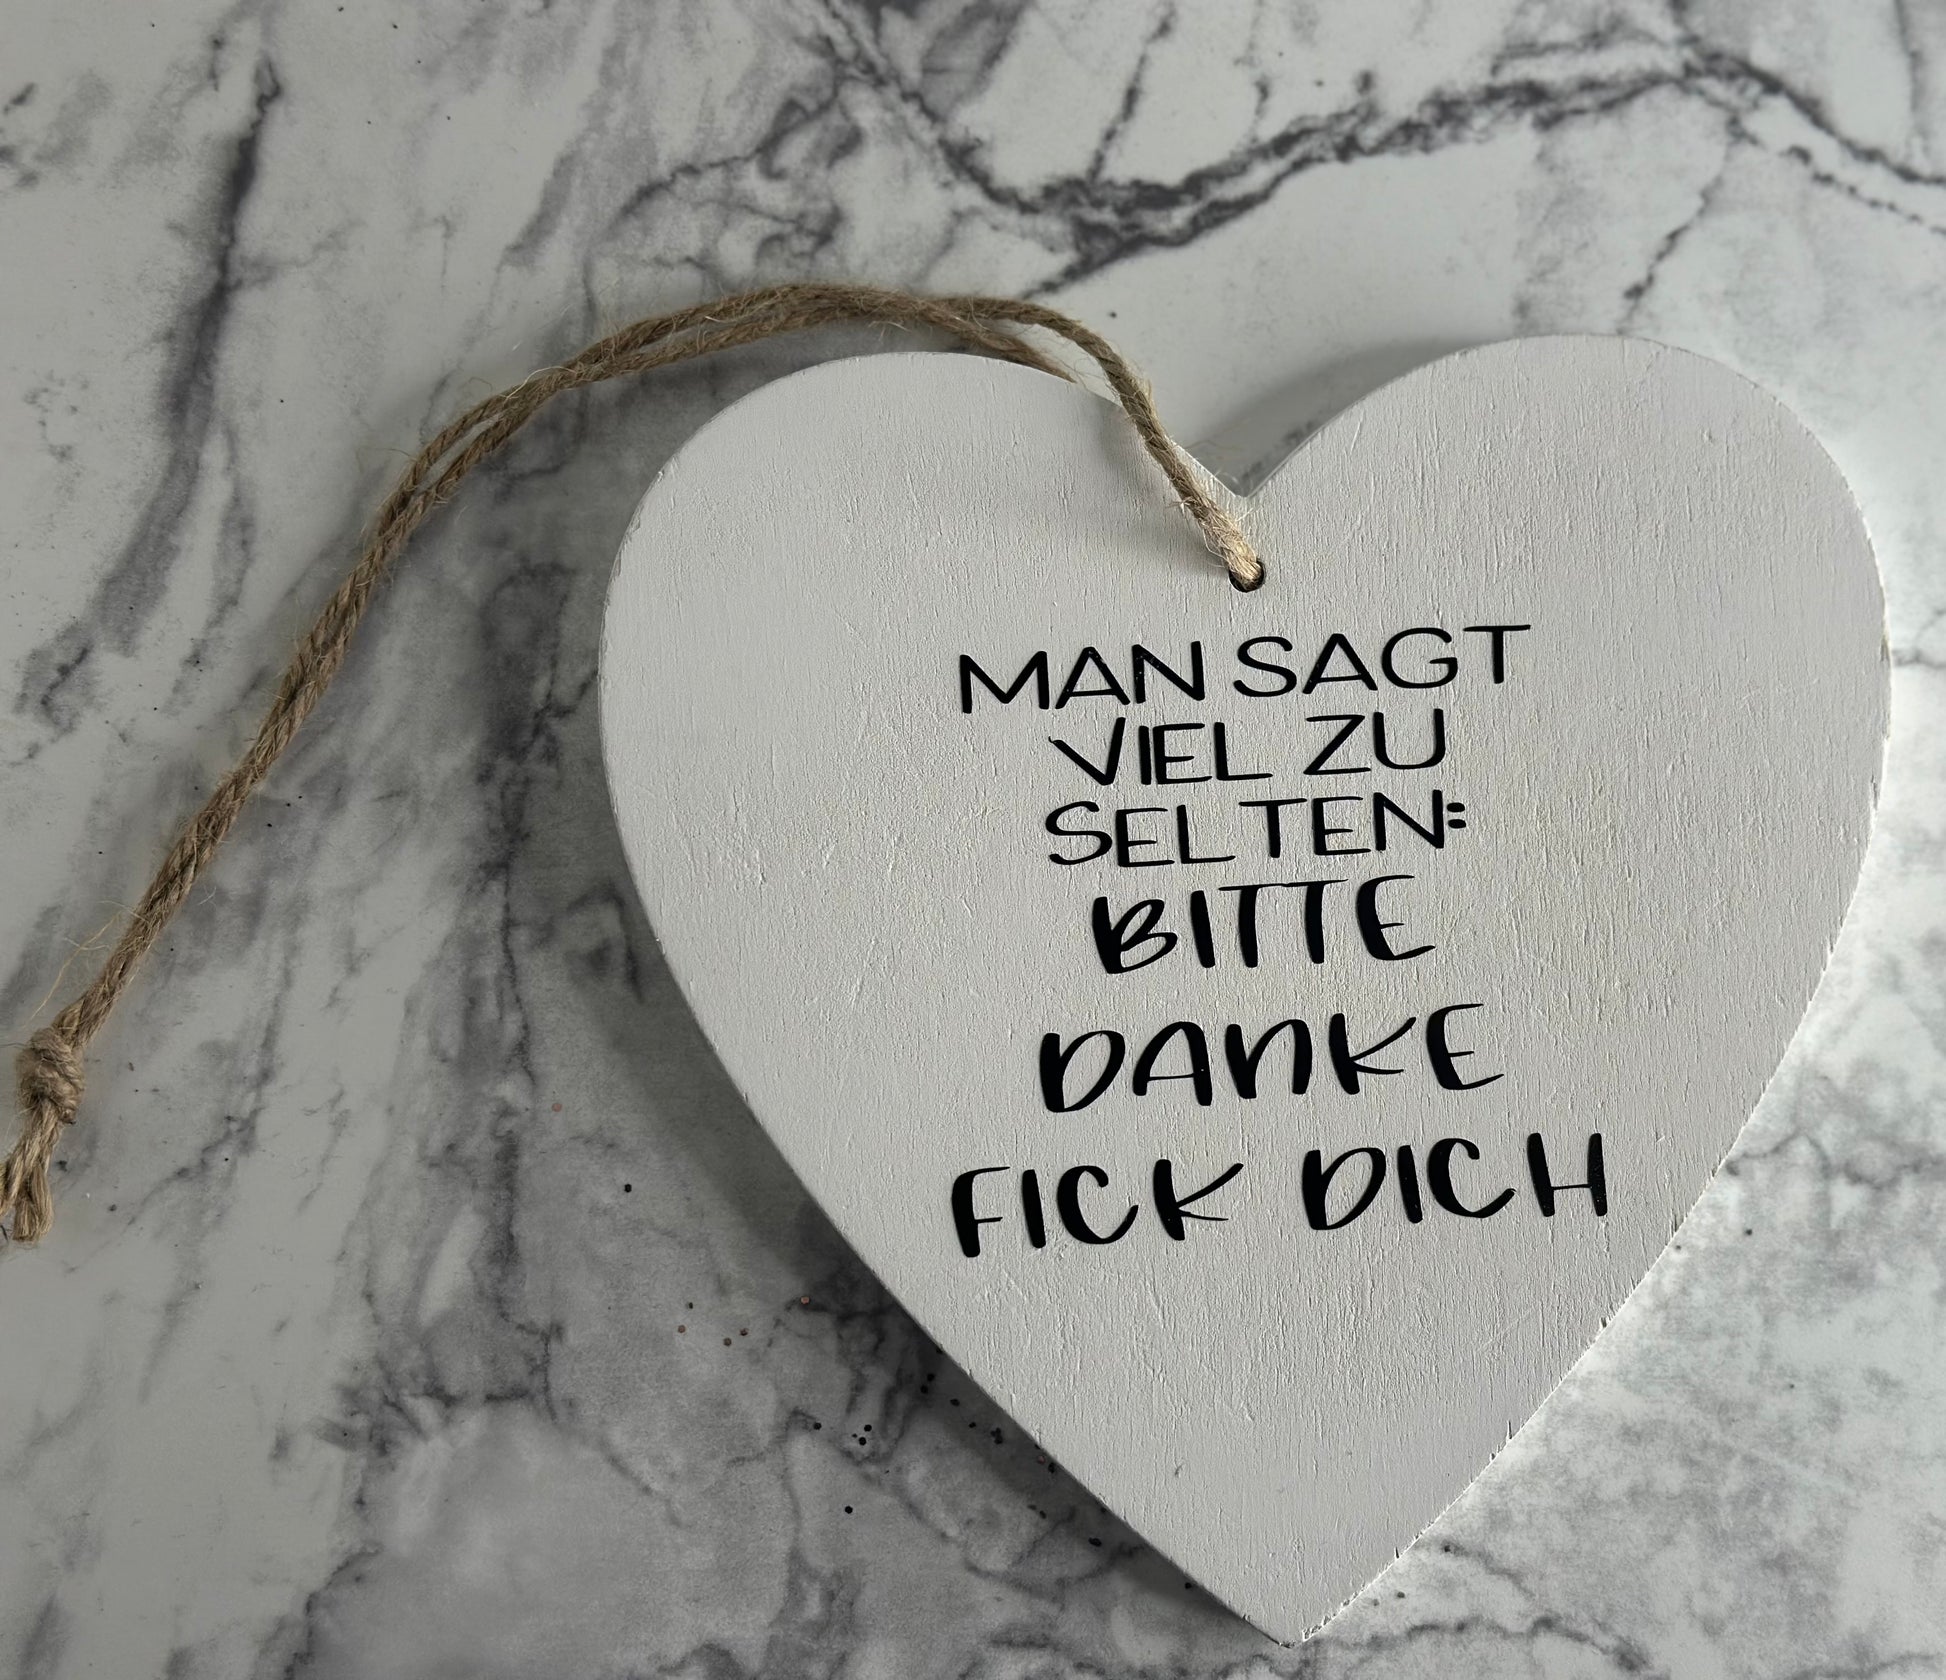 MAN SAGT
VIEL ZU
SELTEN:
BITTE
DANKE
FICK DICH